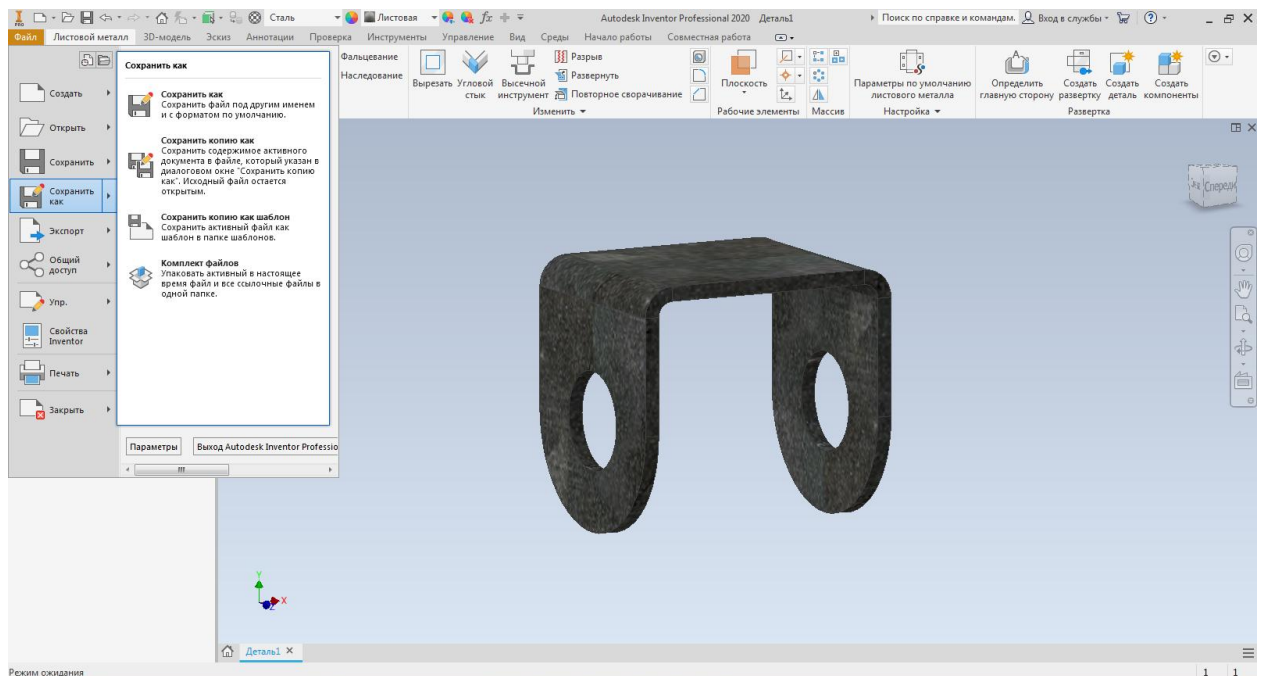 PRO
Сталь
Листовая
Autodesk Inventor Professional 2020 Деталь1
Поиск по справке и командам.
Вход в службы
Файл Листовой металл 3D-модель Эскиз Аннотации Проверка Инструменты Управление Вид Среды Начало работы Совместная работа
Фальцевание
Наследование
Вырезать
Угловой
стык
Высечной
инструмент
Разрыв
Развернуть
Повторное сворачивание
Изменить
Плоскость
Рабочие элементы
Массив
Параметры по умолчанию
листового металла
Настройка
Определить
главную сторону
Создать
развертку
Создать
деталь
Создать
компоненты
Развертка
Создать
Открыть
Сохранить
Сохранить
как
Экспорт
Общий
доступ
Упр.
Свойства
Inventor
Печать
Закрыть
Сохранить как
Сохранить как
Сохранить файл под другим именем
и с форматом по умолчанию.
Сохранить копию как
Сохранить содержимое активного
документа в файле, который указан в
диалоговом окне "Сохранить копию
как". Исходный файл остается
открытым.
Сохранить копию как шаблон
Сохранить активный файл как
шаблон в папке шаблонов.
Комплект файлов
Упаковать активный в настоящее
время файл и все ссылочные файлы в
одной папке.
Параметры
Выход Autodesk Inventor Professio
Спереди
Y
X
Z
Деталь1
Режим ожидания
1 1